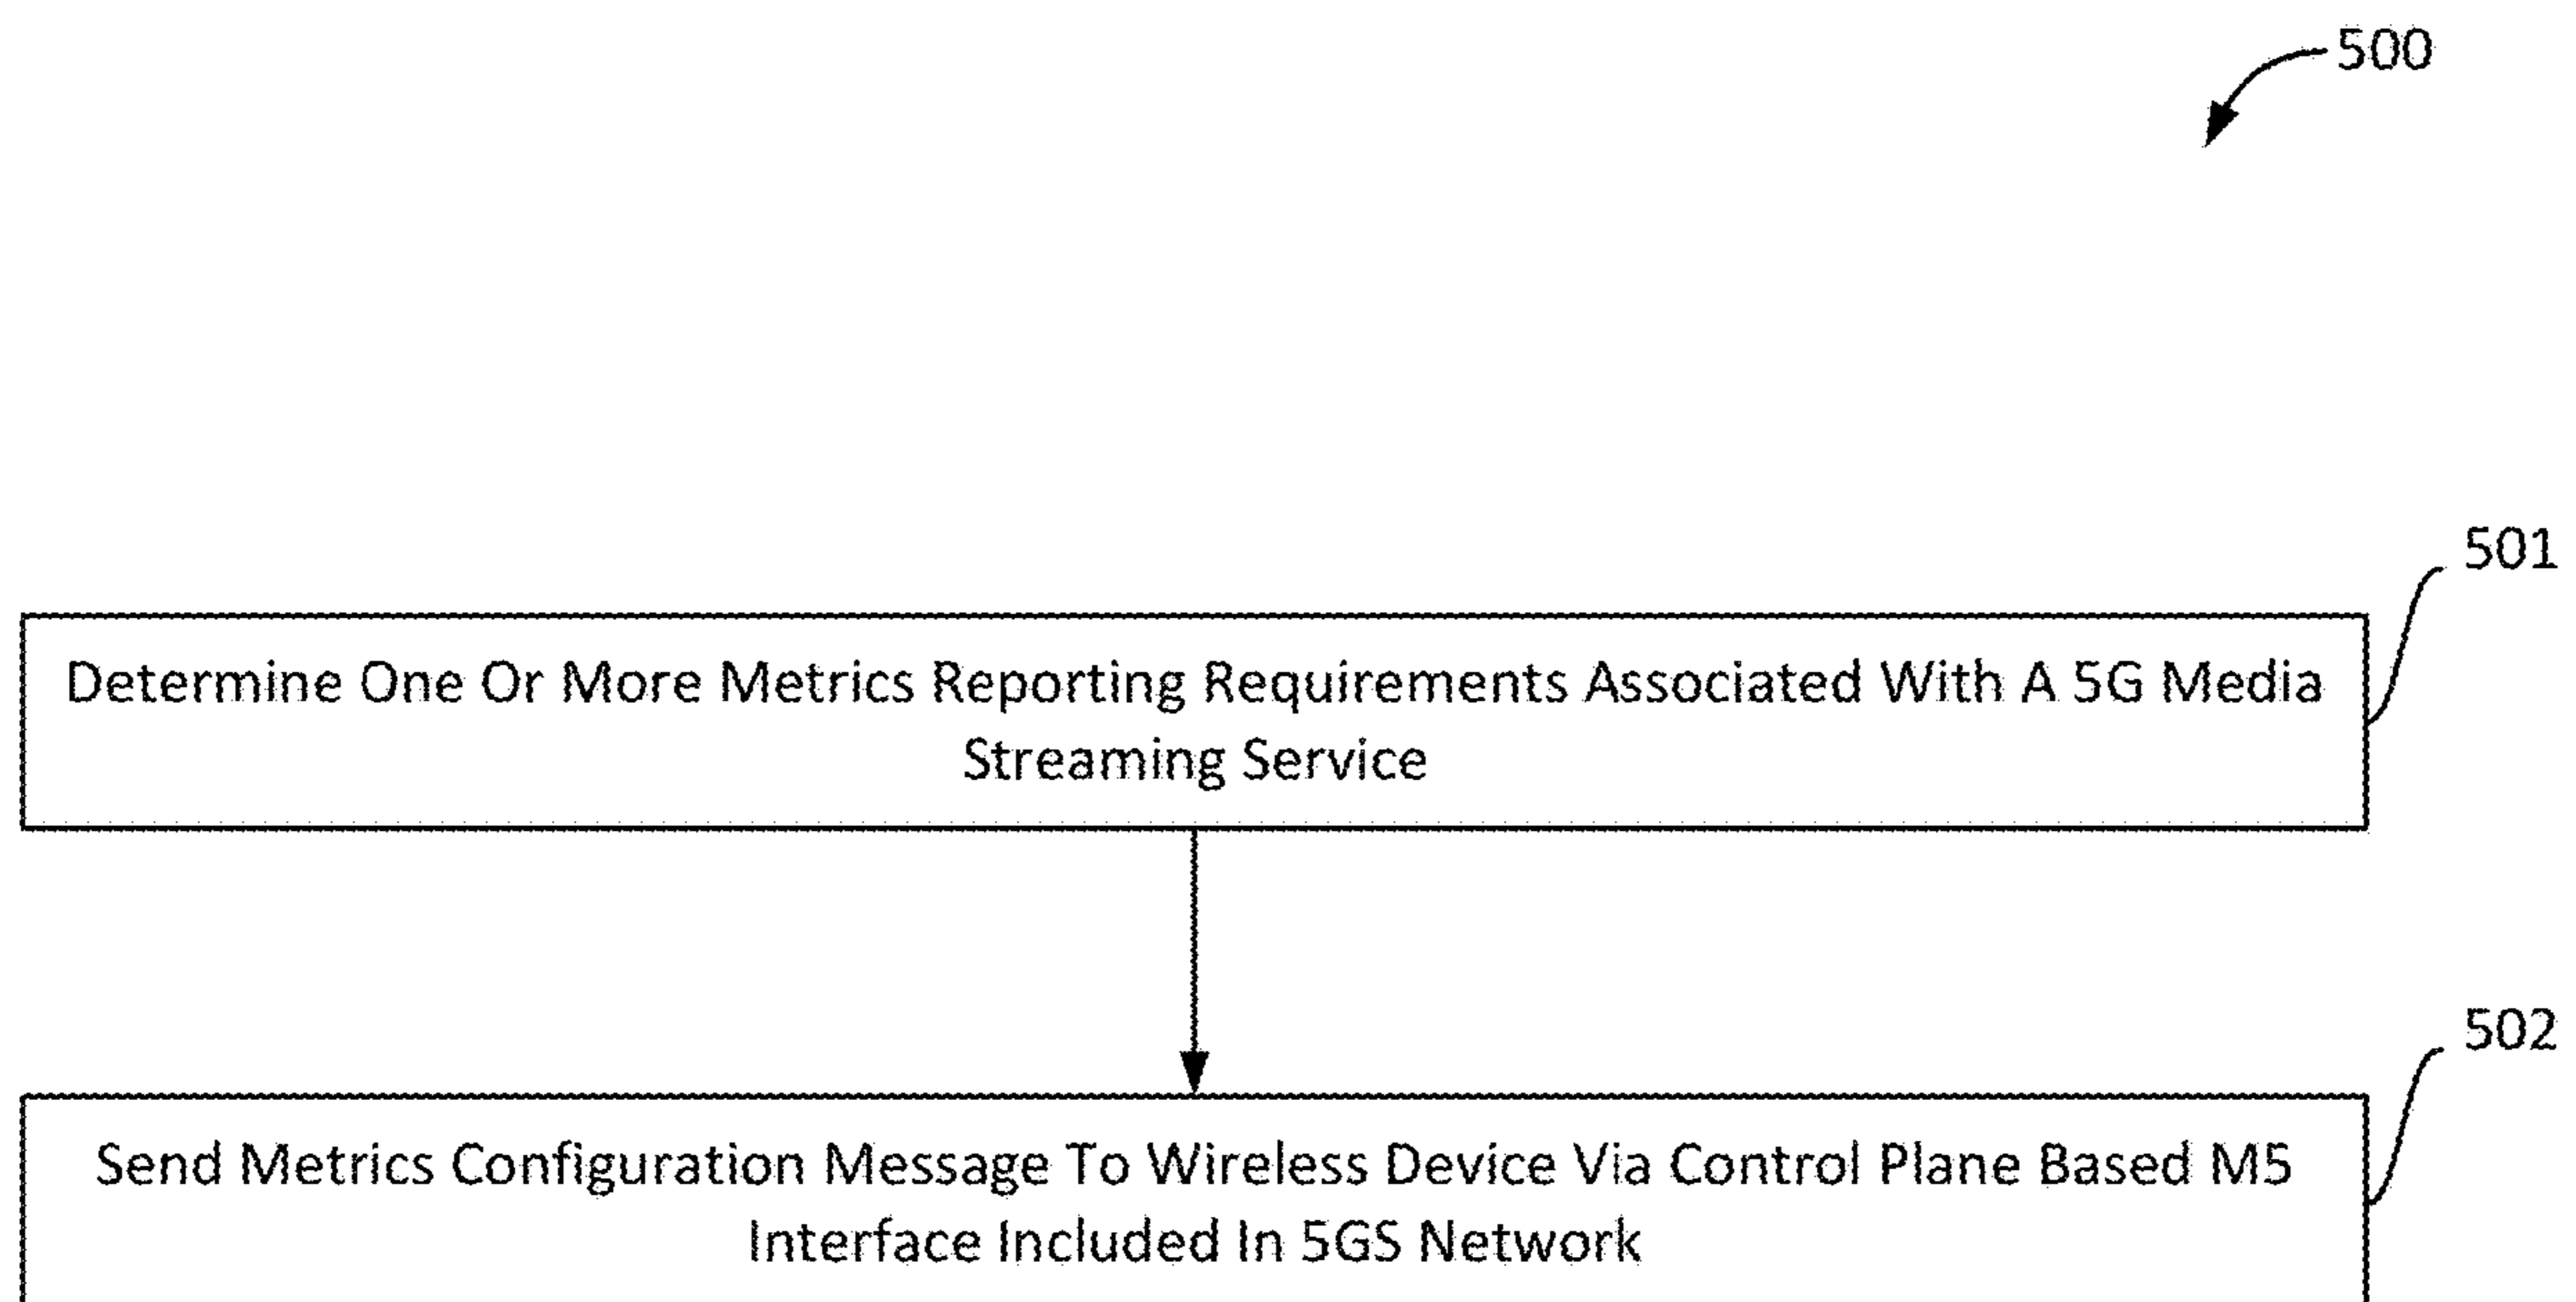 500
501
Determine One Or More Metrics Reporting Requirements Associated With A 5G Media
Streaming Service
502
Send Metrics Configuration Message To Wireless Device Via Control Plane Based M5
Interface Included In 5GS Network